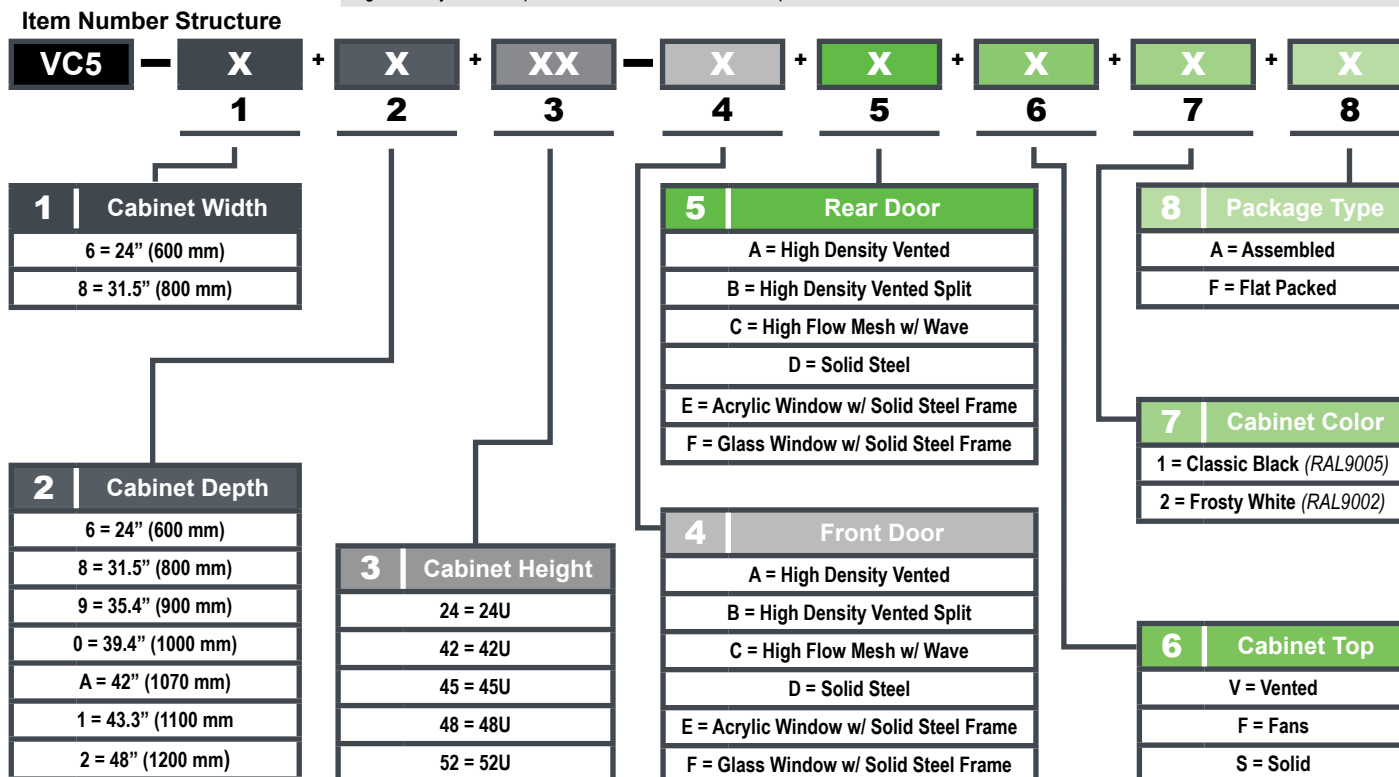 Item Number Structure
VC5 – X + X + XX – X + X + X + X + X
1 2 3 4 5 6 7 8
1 Cabinet Width
6 = 24” (600 mm)
8 = 31.5” (800 mm)
5 Rear Door
A = High Density Vented
B = High Density Vented Split
C = High Flow Mesh w/ Wave
D = Solid Steel
E = Acrylic Window w/ Solid Steel Frame
F = Glass Window w/ Solid Steel Frame
8 Package Type
A = Assembled
F = Flat Packed
7 Cabinet Color
1 = Classic Black (RAL9005)
2 = Frosty White (RAL9002)
2 Cabinet Depth
6 = 24” (600 mm)
8 = 31.5” (800 mm)
9 = 35.4” (900 mm)
0 = 39.4” (1000 mm)
A = 42” (1070 mm)
1 = 43.3” (1100 mm
2 = 48” (1200 mm)
3 Cabinet Height
24 = 24U
42 = 42U
45 = 45U
48 = 48U
52 = 52U
4 Front Door
A = High Density Vented
B = High Density Vented Split
C = High Flow Mesh w/ Wave
D = Solid Steel
E = Acrylic Window w/ Solid Steel Frame
F = Glass Window w/ Solid Steel Frame
6 Cabinet Top
V = Vented
F = Fans
S = Solid